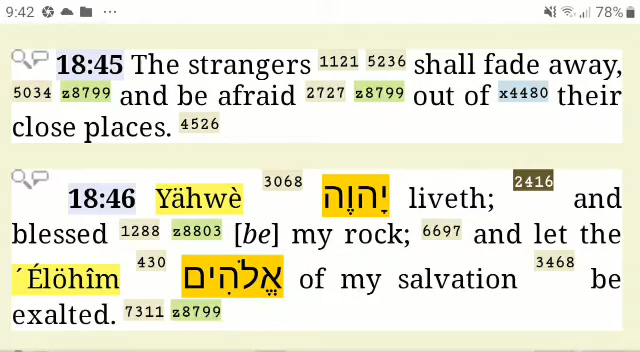 9:42 ... 78%
18:45 The strangers 1121 5236 shall fade away,
5034 z8799 and be afraid 2727 z8799 out of x4480 their
close places. 4526
18:46 Yähwè 3068 יָהוֶה liveth; 2416 and
blessed 1288 z8803 [be] my rock; 6697 and let the
´Élöhîm 430 אֱלֹהִים of my salvation 3468 be
exalted. 7311 z8799